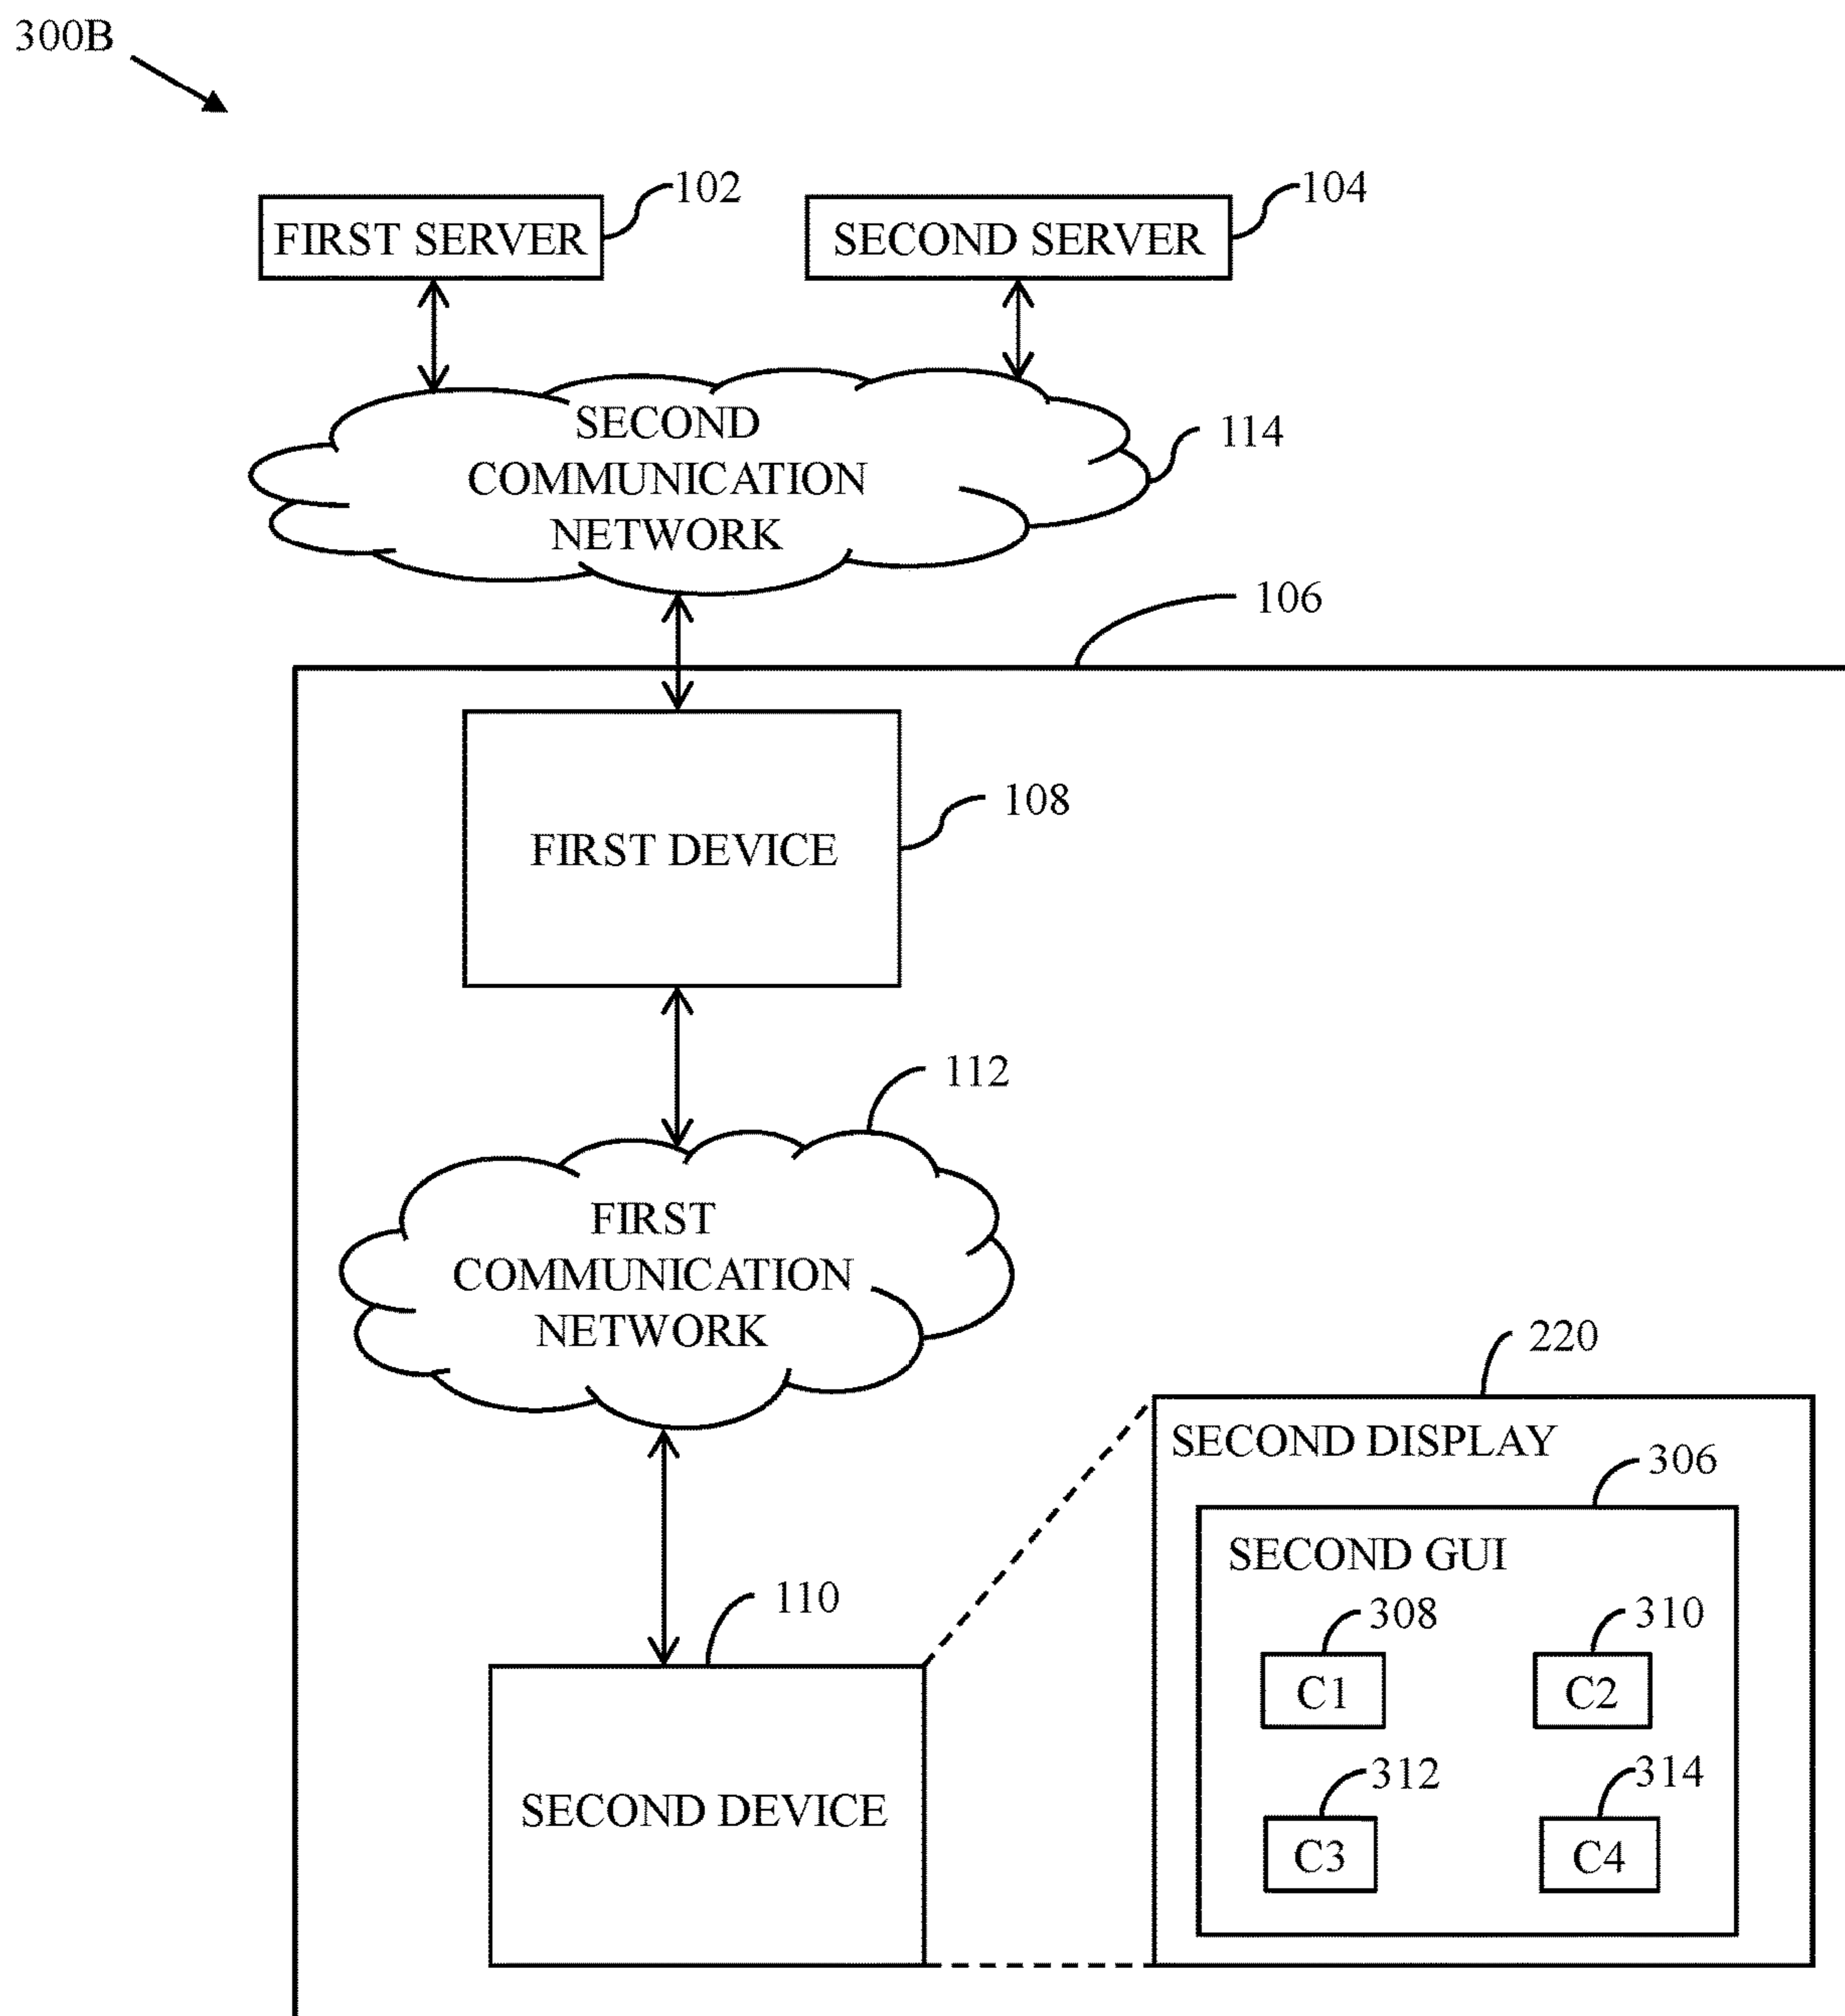 300B
102
104
FIRST SERVER
SECOND SERVER
SECOND
COMMUNICATION
NETWORK
114
106
108
FIRST DEVICE
112
FIRST
COMMUNICATION
NETWORK
220
SECOND DISPLAY
306
SECOND GUI
110
308
310
C1
C2
312
314
SECOND DEVICE
C3
C4